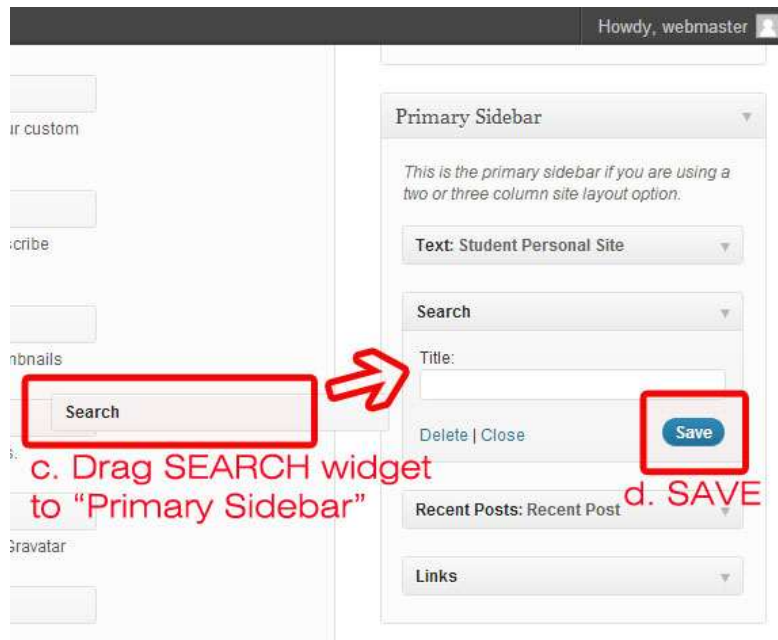 Howdy, webmaster
ur custom
Primary Sidebar
This is the primary sidebar if you are using a
two or three column site layout option.
cribe
Text: Student Personal Site
Search
Title:
nbnails
Search
Delete | Close
Save
s.
c. Drag SEARCH widget
to “Primary Sidebar”
d. SAVE
Recent Posts: Recent Post
Gravatar
Links